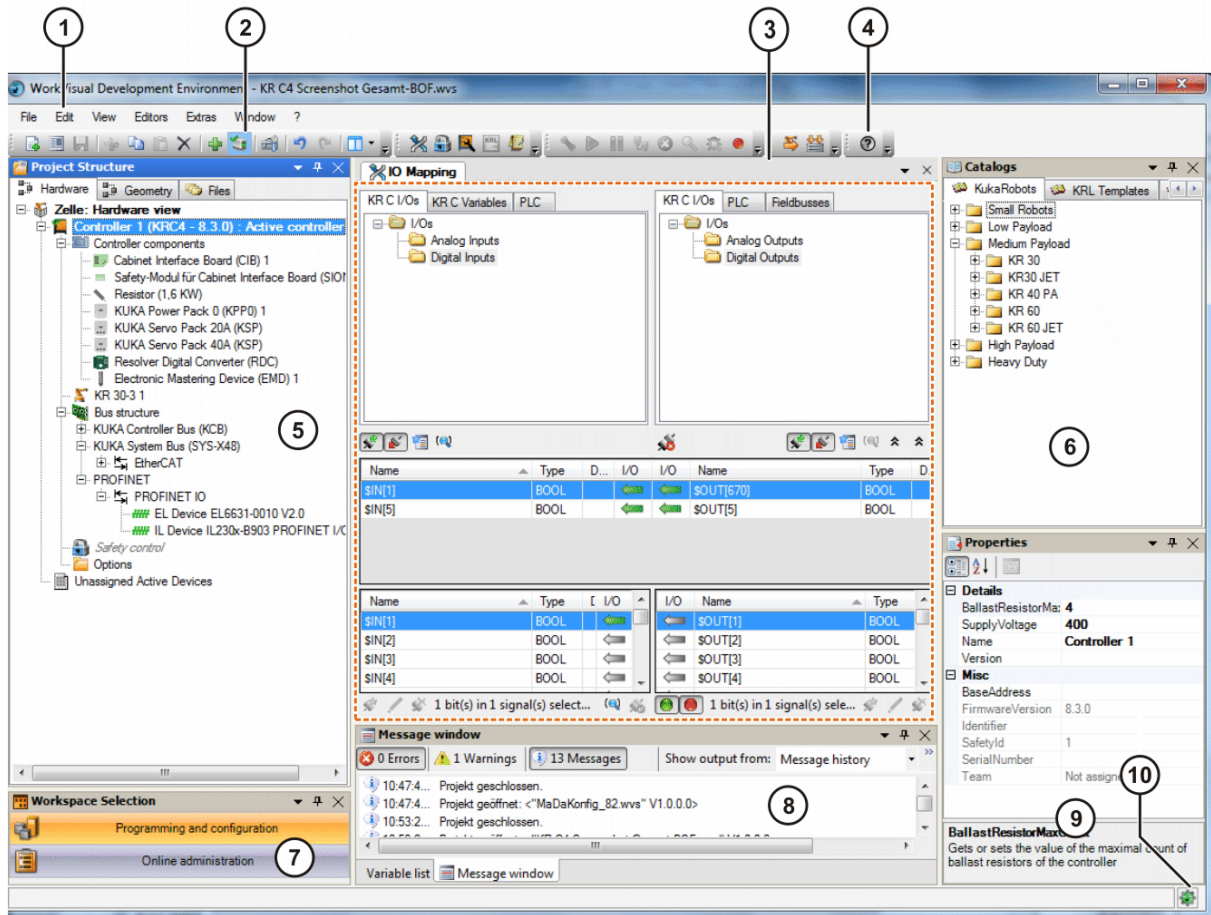 1
2
3
4
WorkVisual Development Environment - KR C4 Screenshot Gesamt-BOF.wvs
File Edit View Editors Extras Window ?
Project Structure
Hardware Geometry Files
Zelle: Hardware view
Controller 1 (KRC4 - 8.3.0) : Active controller
Controller components
Cabinet Interface Board (CIB) 1
Safety-Modul für Cabinet Interface Board (SION
Resistor (1,6 KW)
KUKA Power Pack 0 (KPP0) 1
KUKA Servo Pack 20A (KSP)
KUKA Servo Pack 40A (KSP)
Resolver Digital Converter (RDC)
Electronic Mastering Device (EMD) 1
KR 30-3 1
Bus structure
KUKA Controller Bus (KCB)
KUKA System Bus (SYS-X48)
EtherCAT
PROFINET
PROFINET IO
EL Device EL6631-0010 V2.0
IL Device IL230x-B903 PROFINET I/O
Safety control
Options
Unassigned Active Devices
5
Workspace Selection
Programming and configuration
Online administration
7
IO Mapping
KR C I/Os KR C Variables PLC
I/Os
Analog Inputs
Digital Inputs
KR C I/Os PLC Fieldbusses
I/Os
Analog Outputs
Digital Outputs
Name Type D... I/O I/O Name Type D
$IN[1] BOOL $OUT[670] BOOL
$IN[5] BOOL $OUT[5] BOOL
Name Type I/O I/O Name Type
$IN[1] BOOL $OUT[1] BOOL
$IN[2] BOOL $OUT[2] BOOL
$IN[3] BOOL $OUT[3] BOOL
$IN[4] BOOL $OUT[4] BOOL
1 bit(s) in 1 signal(s) select... 1 bit(s) in 1 signal(s) sele...
Message window
0 Errors 1 Warnings 13 Messages Show output from: Message history
10:47:4... Projekt geschlossen.
10:47:4... Projekt geöffnet: <"MaDaKonfig_82.wvs" V1.0.0.0>
10:53:2... Projekt geschlossen.
8
Variable list Message window
Catalogs
KukaRobots KRL Templates
Small Robots
Low Payload
Medium Payload
KR 30
KR30 JET
KR 40 PA
KR 60
KR 60 JET
High Payload
Heavy Duty
6
Properties
Details
BallastResistorMa: 4
SupplyVoltage 400
Name Controller 1
Version
Misc
BaseAddress
FirmwareVersion 8.3.0
Identifier
SafetyId 1
SerialNumber
Team Not assigne
10
9
BallastResistorMax
Gets or sets the value of the maximal count of
ballast resistors of the controller